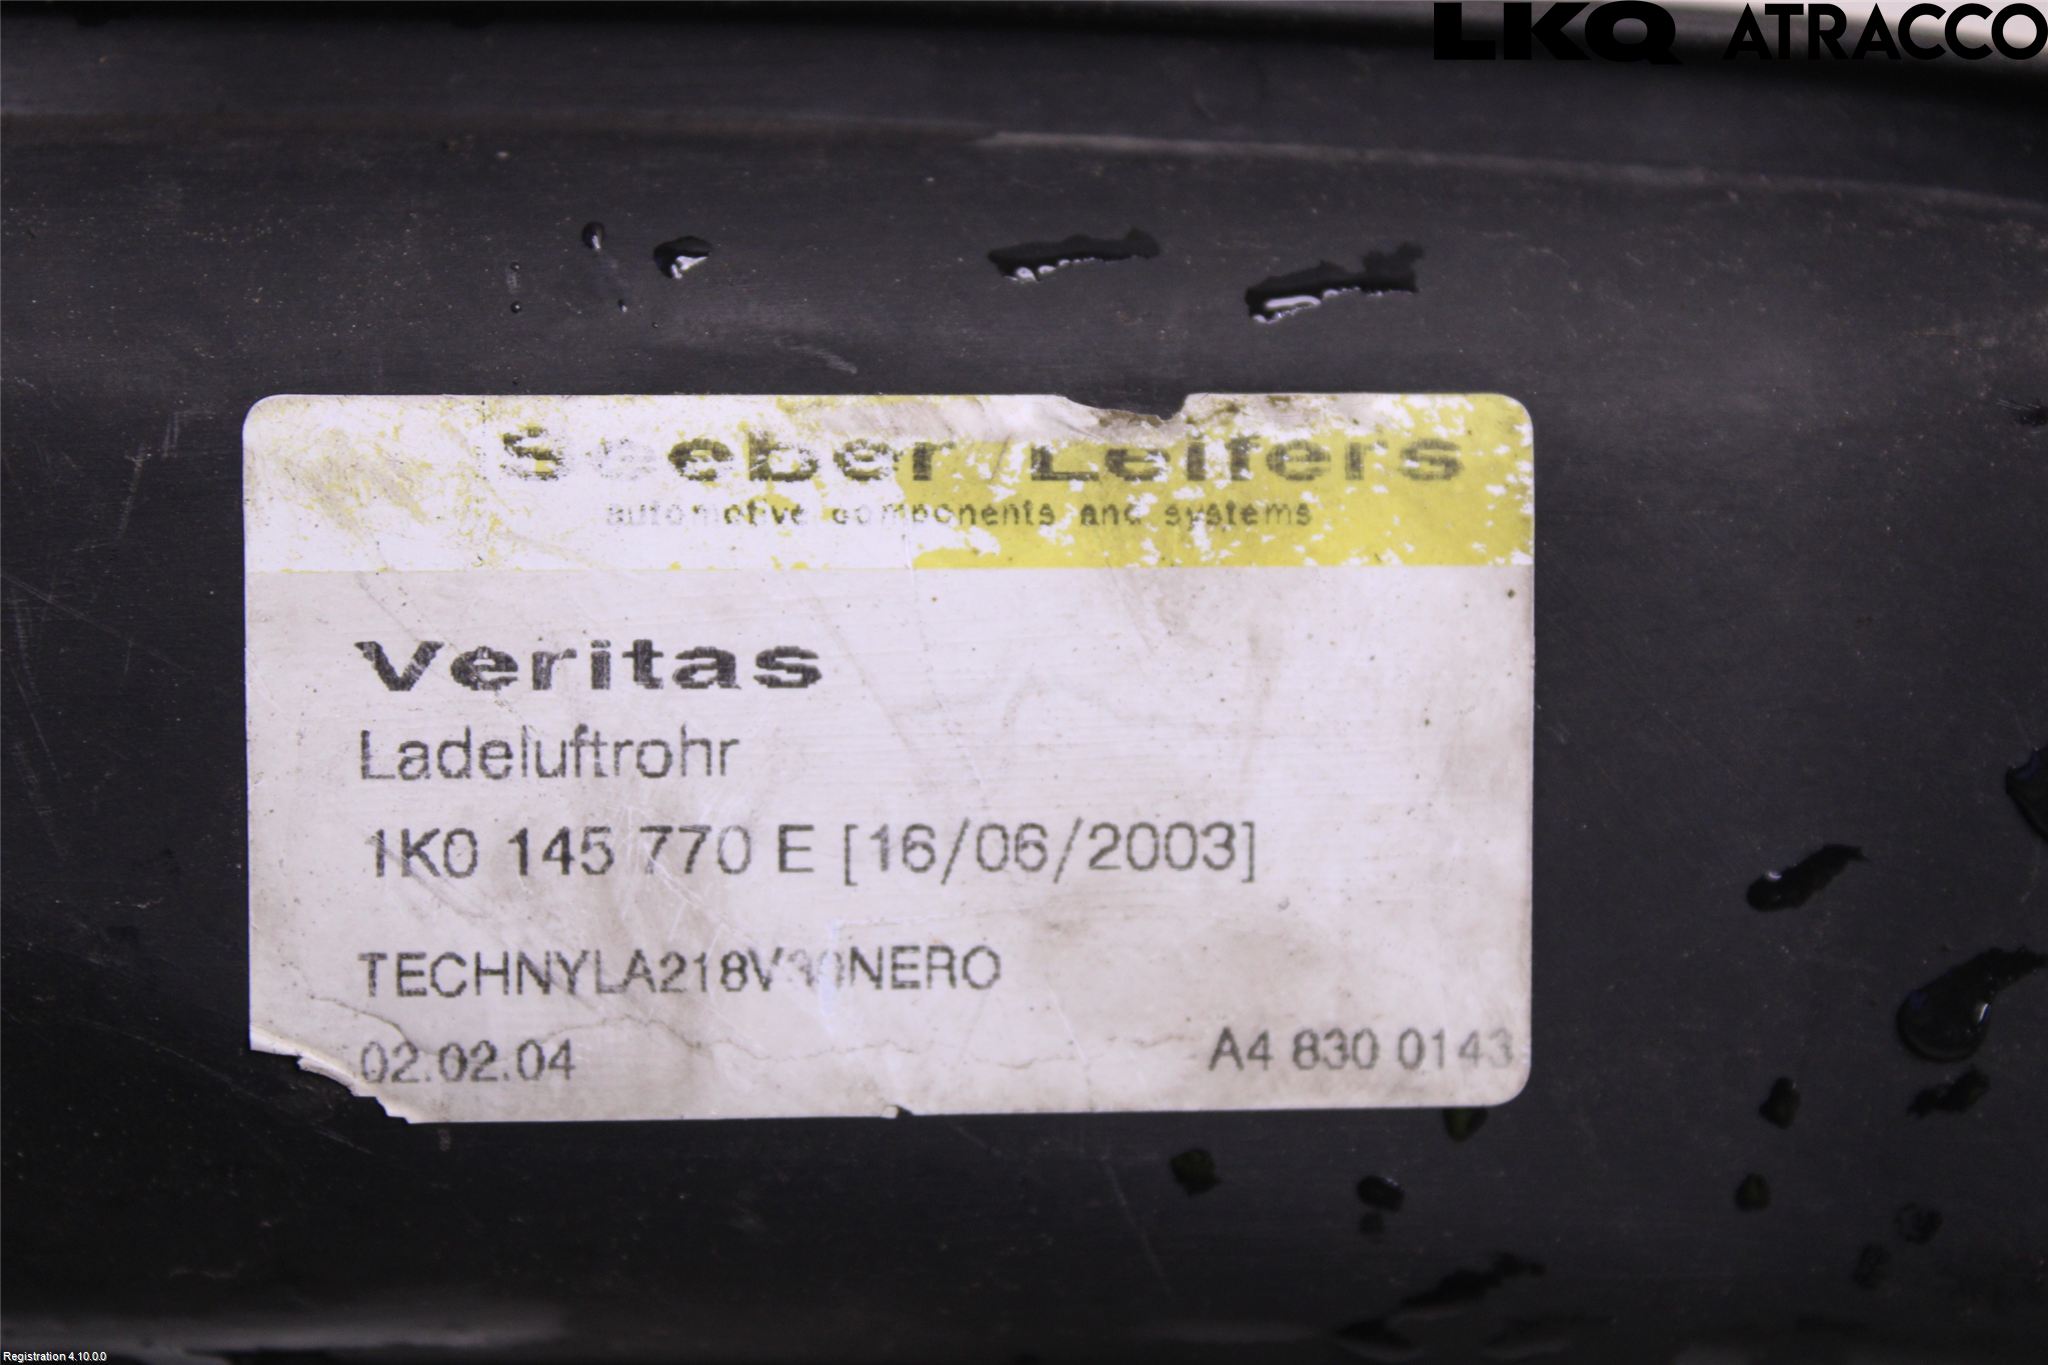 LKQ ATRACCO
Seeber / Leifers
automotive components and systems
Veritas
Ladeluftrohr
1K0 145 770 E [16/06/2003]
TECHNYLA218V30NERO
02.02.04 A4 830 0143
Registration 4.10.0.0